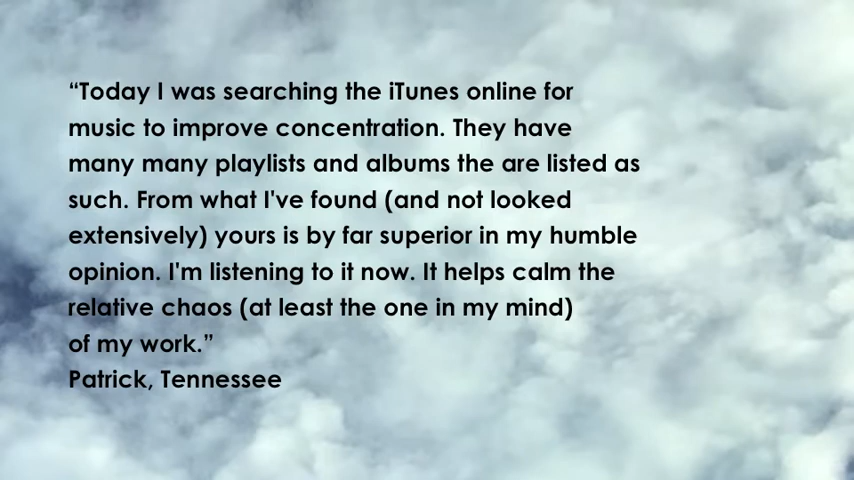 “Today I was searching the iTunes online for
music to improve concentration. They have
many many playlists and albums the are listed as
such. From what I've found (and not looked
extensively) yours is by far superior in my humble
opinion. I'm listening to it now. It helps calm the
relative chaos (at least the one in my mind)
of my work.”
Patrick, Tennessee